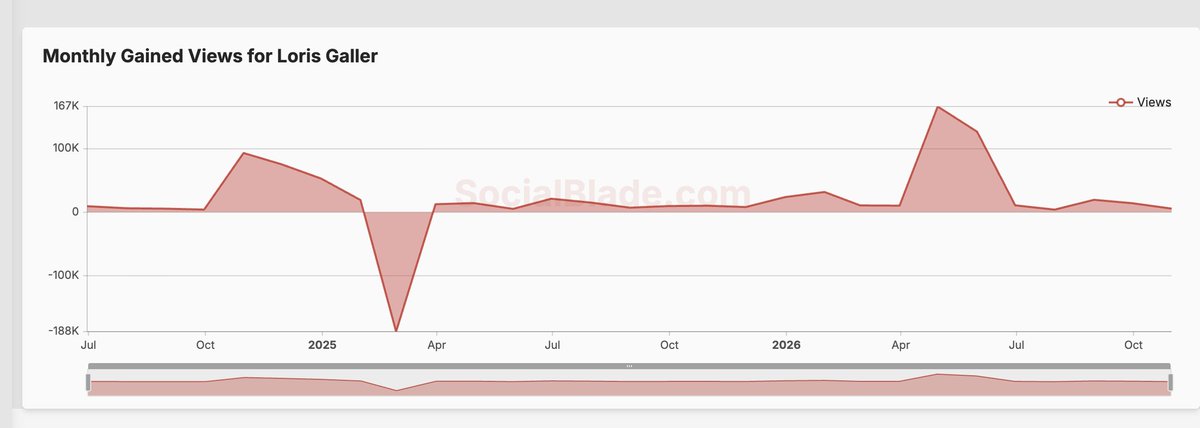 Monthly Gained Views for Loris Galler
Views
167K
100K
0
-100K
-188K
SocialBlade.com
Jul Oct 2025 Apr Jul Oct 2026 Apr Jul Oct